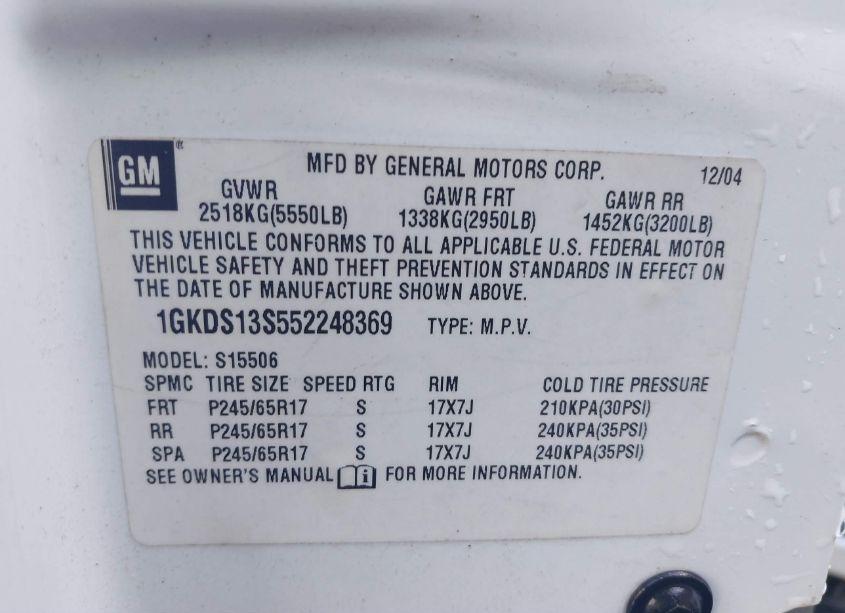 GM ®
MFD BY GENERAL MOTORS CORP. 12/04
GVWR GAWR FRT GAWR RR
2518KG(5550LB) 1338KG(2950LB) 1452KG(3200LB)
THIS VEHICLE CONFORMS TO ALL APPLICABLE U.S. FEDERAL MOTOR
VEHICLE SAFETY AND THEFT PREVENTION STANDARDS IN EFFECT ON
THE DATE OF MANUFACTURE SHOWN ABOVE.
1GKDS13S552248369 TYPE: M.P.V.
MODEL: S15506
SPMC TIRE SIZE SPEED RTG RIM COLD TIRE PRESSURE
FRT P245/65R17 S 17X7J 210KPA(30PSI)
RR P245/65R17 S 17X7J 240KPA(35PSI)
SPA P245/65R17 S 17X7J 240KPA(35PSI)
SEE OWNER'S MANUAL i FOR MORE INFORMATION.